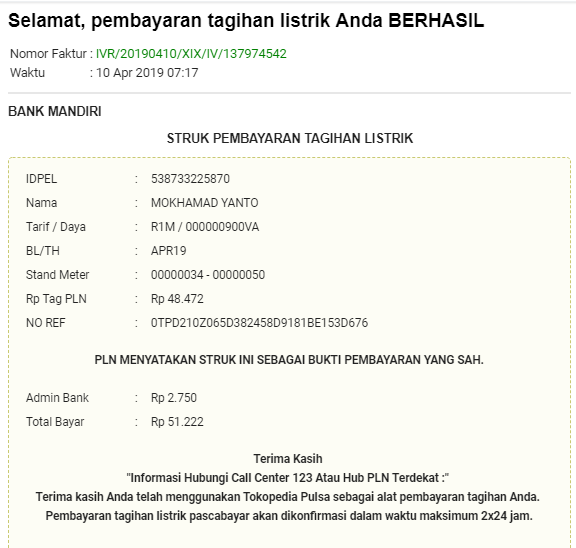 Selamat, pembayaran tagihan listrik Anda BERHASIL
Nomor Faktur : IVR/20190410/XIX/IV/137974542
Waktu : 10 Apr 2019 07:17
BANK MANDIRI
STRUK PEMBAYARAN TAGIHAN LISTRIK
IDPEL : 538733225870
Nama : MOKHAMAD YANTO
Tarif / Daya : R1M / 000000900VA
BL/TH : APR19
Stand Meter : 00000034 - 00000050
Rp Tag PLN : Rp 48.472
NO REF : 0TPD210Z065D382458D9181BE153D676
PLN MENYATAKAN STRUK INI SEBAGAI BUKTI PEMBAYARAN YANG SAH.
Admin Bank : Rp 2.750
Total Bayar : Rp 51.222
Terima Kasih
"Informasi Hubungi Call Center 123 Atau Hub PLN Terdekat :"
Terima kasih Anda telah menggunakan Tokopedia Pulsa sebagai alat pembayaran tagihan Anda.
Pembayaran tagihan listrik pascabayar akan dikonfirmasi dalam waktu maksimum 2x24 jam.